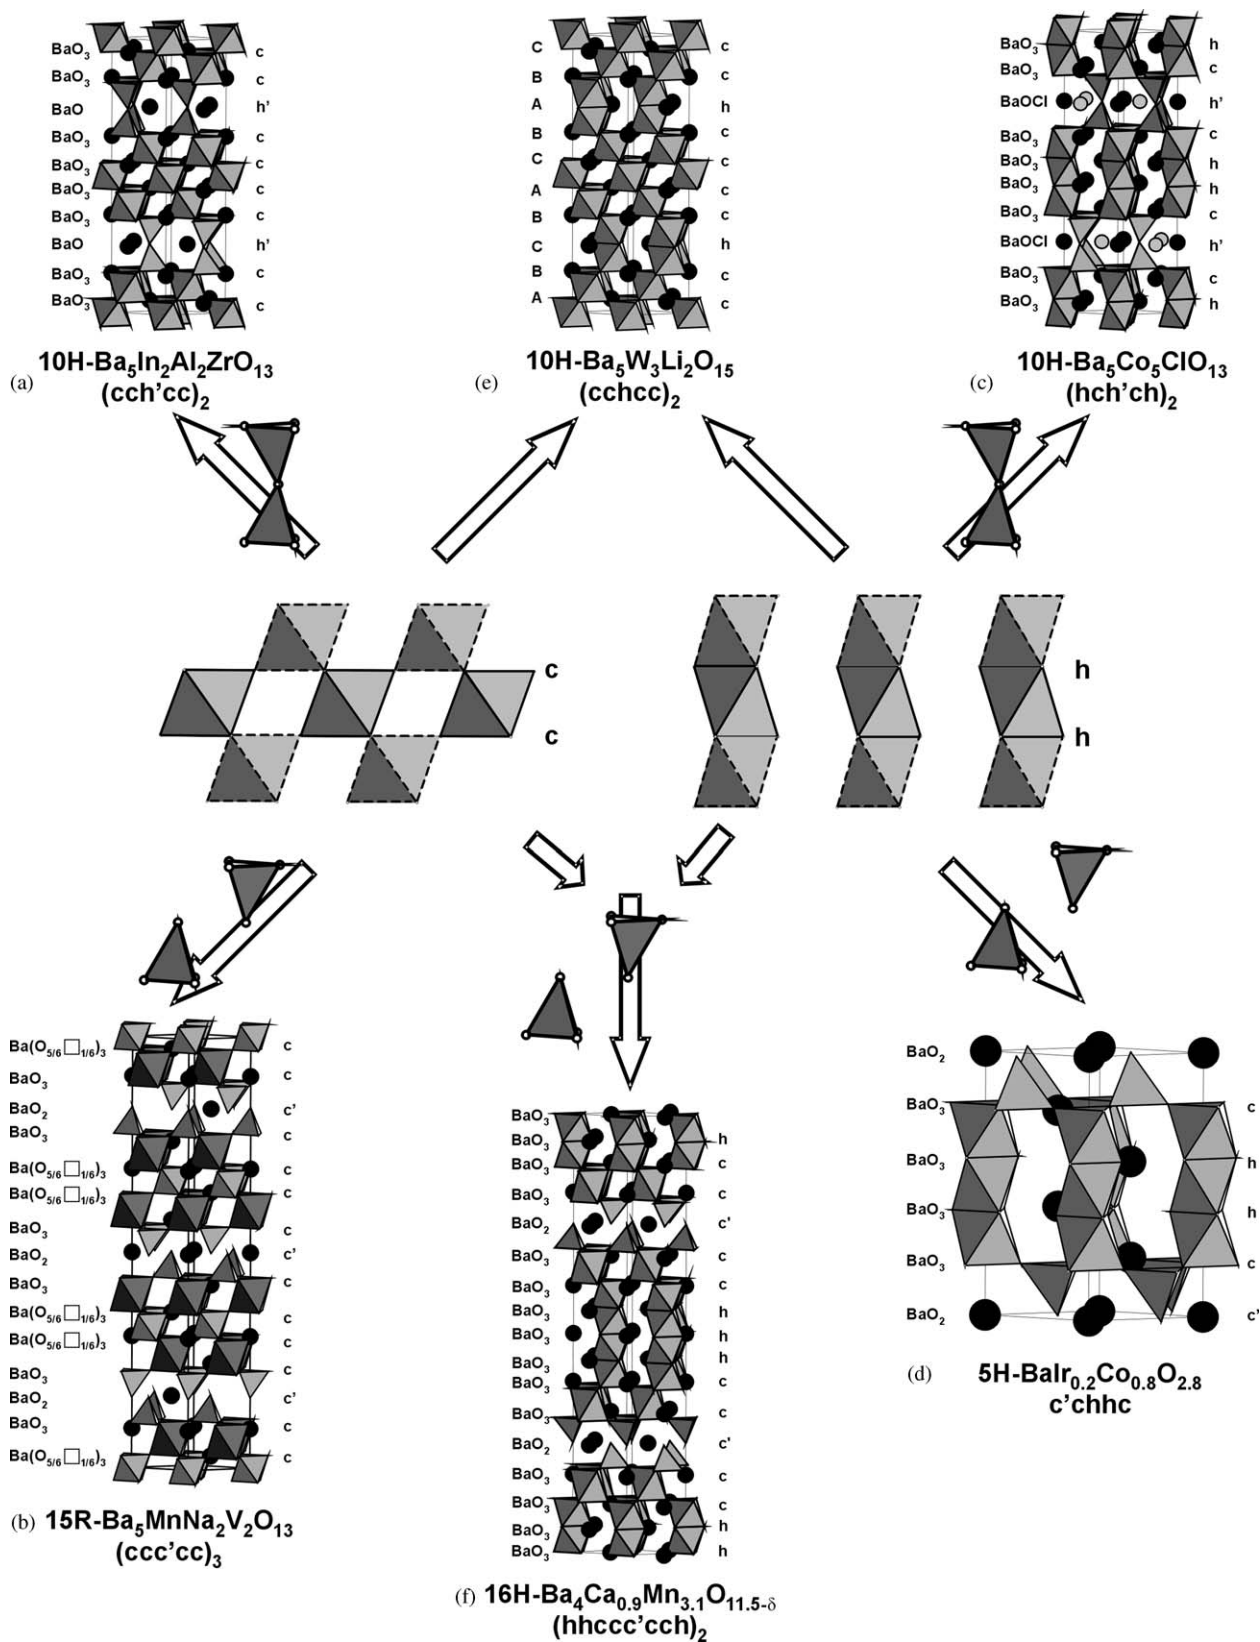 BaO3 c
BaO3 c
BaO h'
BaO3 c
BaO3 c
BaO3 c
BaO3 c
BaO h'
BaO3 c
BaO3 c
(a) 10H-Ba5In2Al2ZrO13
(cch'cc)2
C c
B c
A h
B c
C c
A c
B c
C h
B c
A c
(e) 10H-Ba5W3Li2O15
(cchcc)2
BaO3 h
BaO3 c
BaOCl h'
BaO3 c
BaO3 h
BaO3 h
BaO3 c
BaOCl h'
BaO3 c
BaO3 h
(c) 10H-Ba5Co5ClO13
(hch'ch)2
c
c
h
h
Ba(O5/6□1/6)3 c
BaO3 c
BaO2 c'
BaO3 c
Ba(O5/6□1/6)3 c
Ba(O5/6□1/6)3 c
BaO3 c
BaO2 c'
BaO3 c
Ba(O5/6□1/6)3 c
Ba(O5/6□1/6)3 c
BaO3 c
BaO2 c'
BaO3 c
Ba(O5/6□1/6)3 c
(b) 15R-Ba5MnNa2V2O13
(ccc'cc)3
BaO3
BaO3 h
BaO3 c
BaO3 c
BaO2 c'
BaO3 c
BaO3 c
BaO3 h
BaO3 h
BaO3 h
BaO3 c
BaO3 c
BaO2 c'
BaO3 c
BaO3 c
BaO3 h
BaO3 h
(f) 16H-Ba4Ca0.9Mn3.1O11.5-δ
(hhccc'cch)2
BaO2
BaO3 c
BaO3 h
BaO3 h
BaO3 c
BaO2 c'
(d) 5H-BaIr0.2Co0.8O2.8
c'chhc